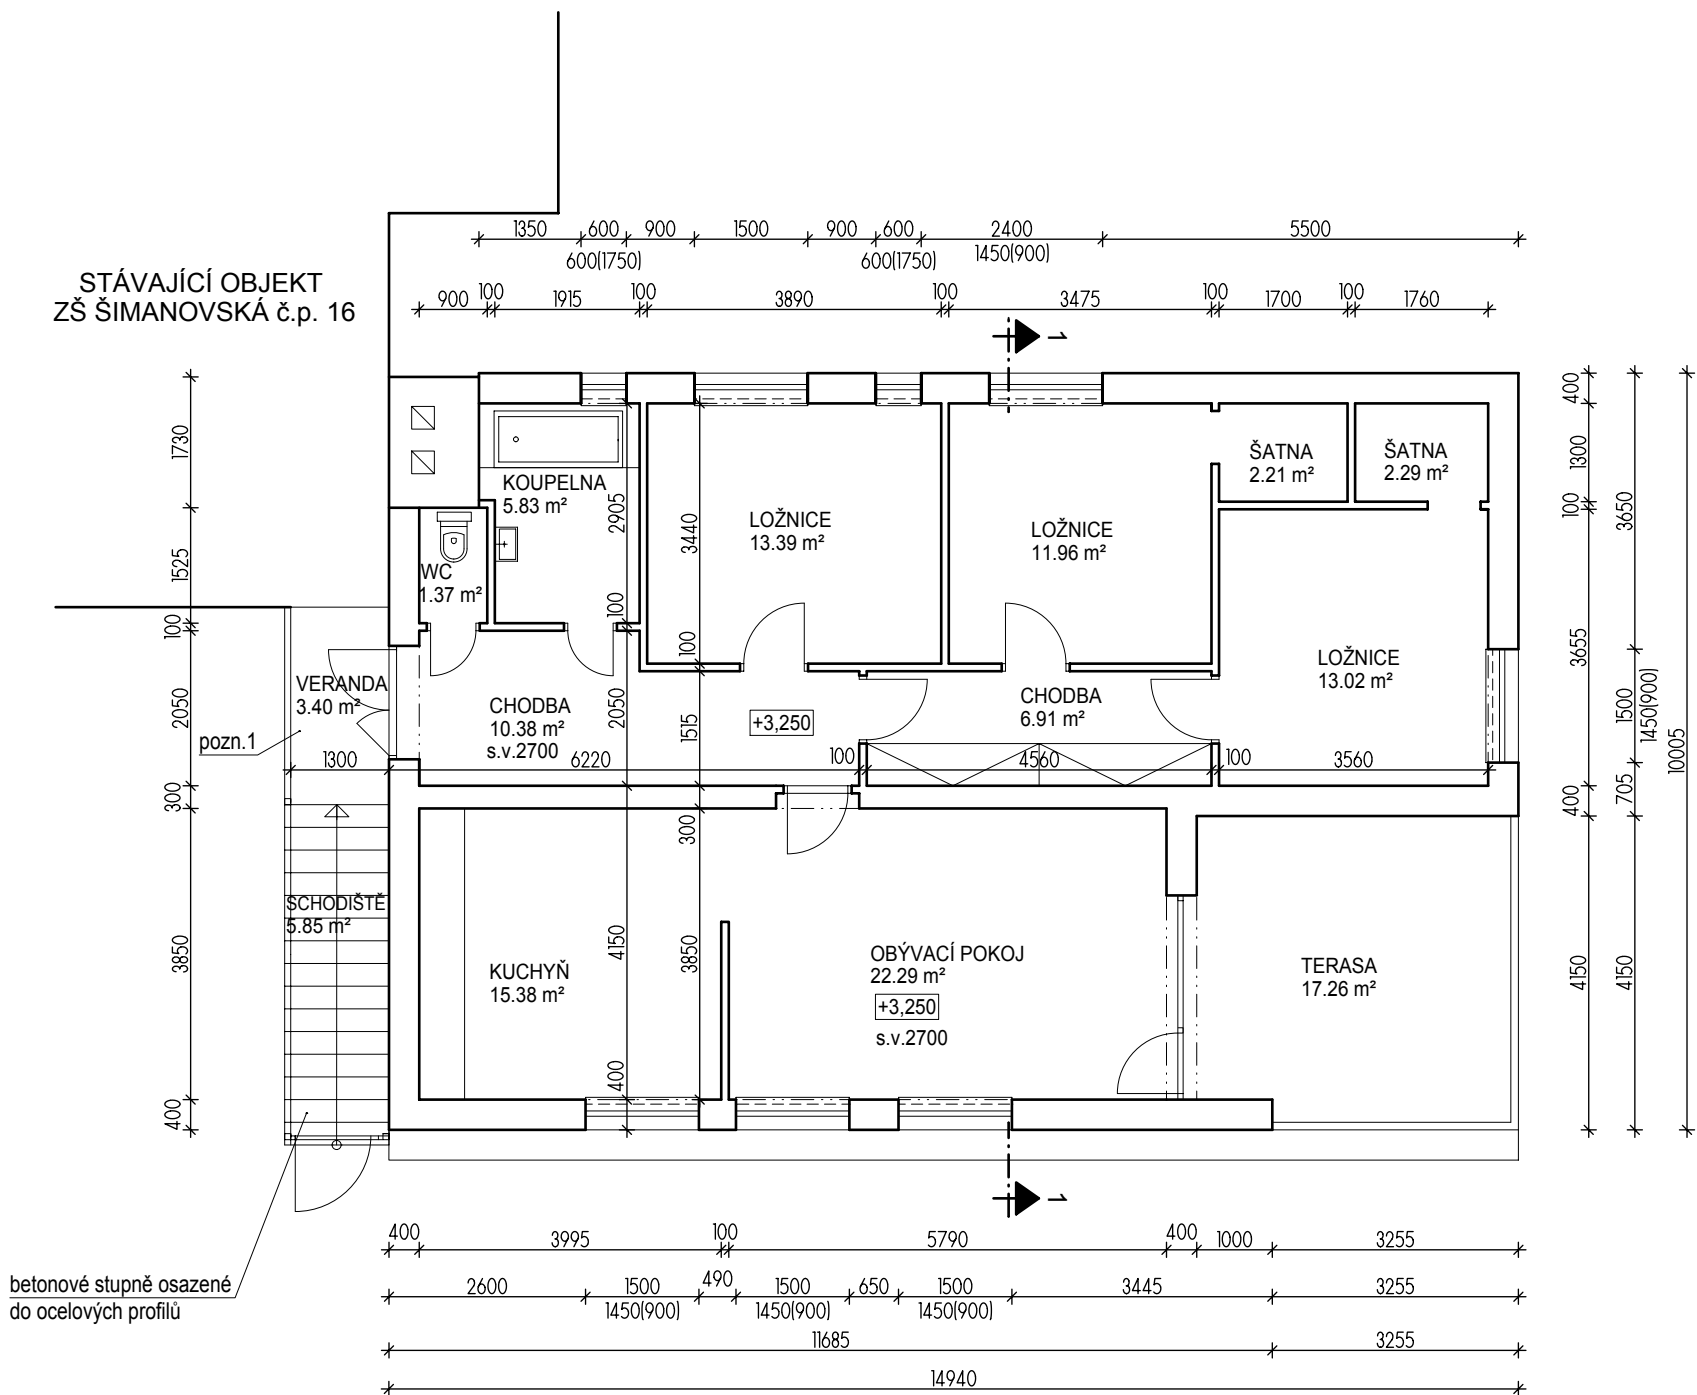 1350 600 900 1500 900 600 2400 5500
600(1750) 600(1750) 1450(900)
STÁVAJÍCÍ OBJEKT
ZŠ ŠIMANOVSKÁ č.p. 16
900 100 1915 100 3890 100 3475 100 1700 100 1760
1
400
1730
1300
ŠATNA
2.21 m²
ŠATNA
2.29 m²
KOUPELNA
5.83 m²
2905
3440
LOŽNICE
13.39 m²
LOŽNICE
11.96 m²
100
3650
1525
WC
1.37 m²
100
100
100
3655
LOŽNICE
13.02 m²
VERANDA
3.40 m²
2050
CHODBA
10.38 m²
s.v.2700
2050
1515
+3,250
CHODBA
6.91 m²
1500
1450(900)
10005
pozn.1
1300 6220 100 4560 100 3560
300
300
705
400
SCHODIŠTĚ
5.85 m²
3850
4150
3850
KUCHYŇ
15.38 m²
OBÝVACÍ POKOJ
22.29 m²
+3,250
s.v.2700
TERASA
17.26 m²
4150
4150
400
400
1
400 3995 100 5790 400 1000 3255
betonové stupně osazené
do ocelových profilů
2600 1500 490 1500 650 1500 3445 3255
1450(900) 1450(900) 1450(900)
11685 3255
14940